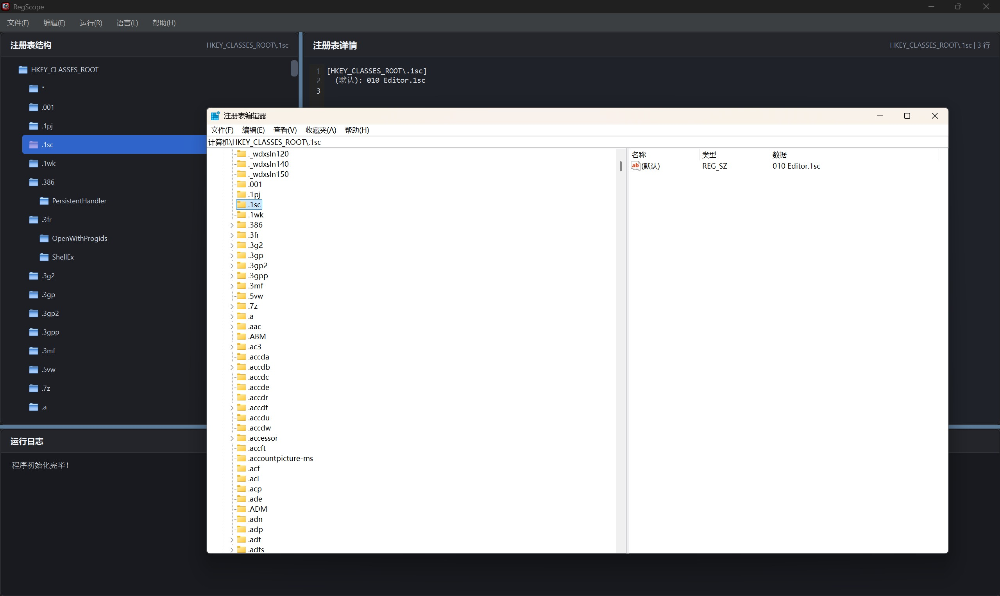 RegScope
文件(F) 编辑(E) 运行(R) 语言(L) 帮助(H)
注册表结构 HKEY_CLASSES_ROOT\.1sc
HKEY_CLASSES_ROOT
*
.001
.1pj
.1sc
.1wk
.386
PersistentHandler
.3fr
OpenWithProgids
ShellEx
.3g2
.3gp
.3gp2
.3gpp
.3mf
.5vw
.7z
.a
注册表详情 HKEY_CLASSES_ROOT\.1sc | 3 行
1 [HKEY_CLASSES_ROOT\.1sc]
2 (默认): 010 Editor.1sc
3
注册表编辑器
文件(F) 编辑(E) 查看(V) 收藏夹(A) 帮助(H)
计算机\HKEY_CLASSES_ROOT\.1sc
._wdxsln120
._wdxsln140
._wdxsln150
.001
.1pj
.1sc
.1wk
.386
.3fr
.3g2
.3gp
.3gp2
.3gpp
.3mf
.5vw
.7z
.a
.aac
.ABM
.ac3
.accda
.accdb
.accdc
.accde
.accdr
.accdt
.accdu
.accdw
.accessor
.accft
.accountpicture-ms
.acf
.acl
.acp
.ade
.ADM
.adn
.adp
.adt
.adts
名称 类型 数据
ab (默认) REG_SZ 010 Editor.1sc
运行日志
程序初始化完毕！